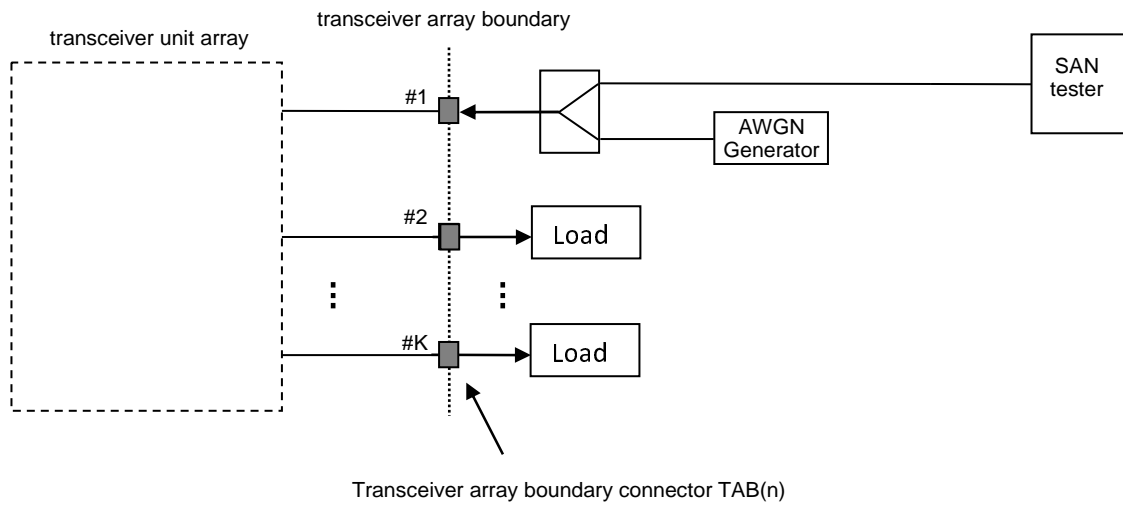 transceiver array boundary
transceiver unit array
#1
SAN
tester
AWGN
Generator
#2
Load
#K
Load
Transceiver array boundary connector TAB(n)